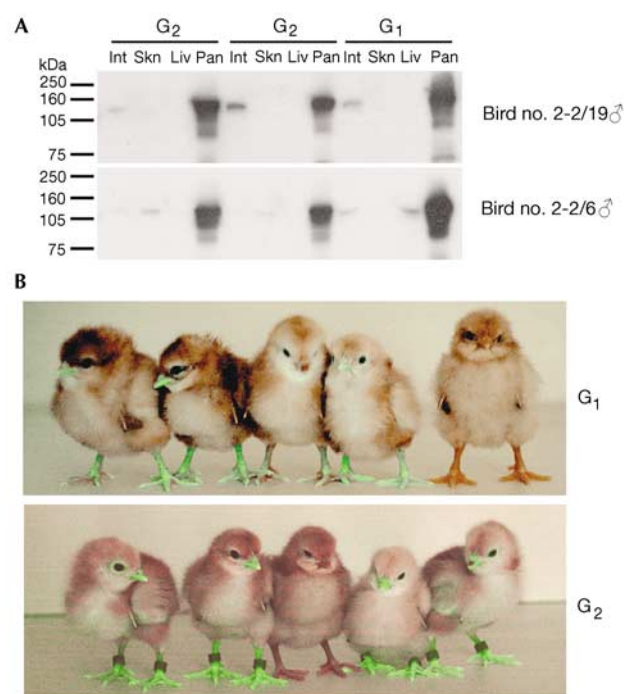 A
G2 G2 G1
Int Skn Liv Pan Int Skn Liv Pan Int Skn Liv Pan
kDa
250
160
105
75
Bird no. 2-2/19♂
250
160
105
75
Bird no. 2-2/6♂
B
G1
G2